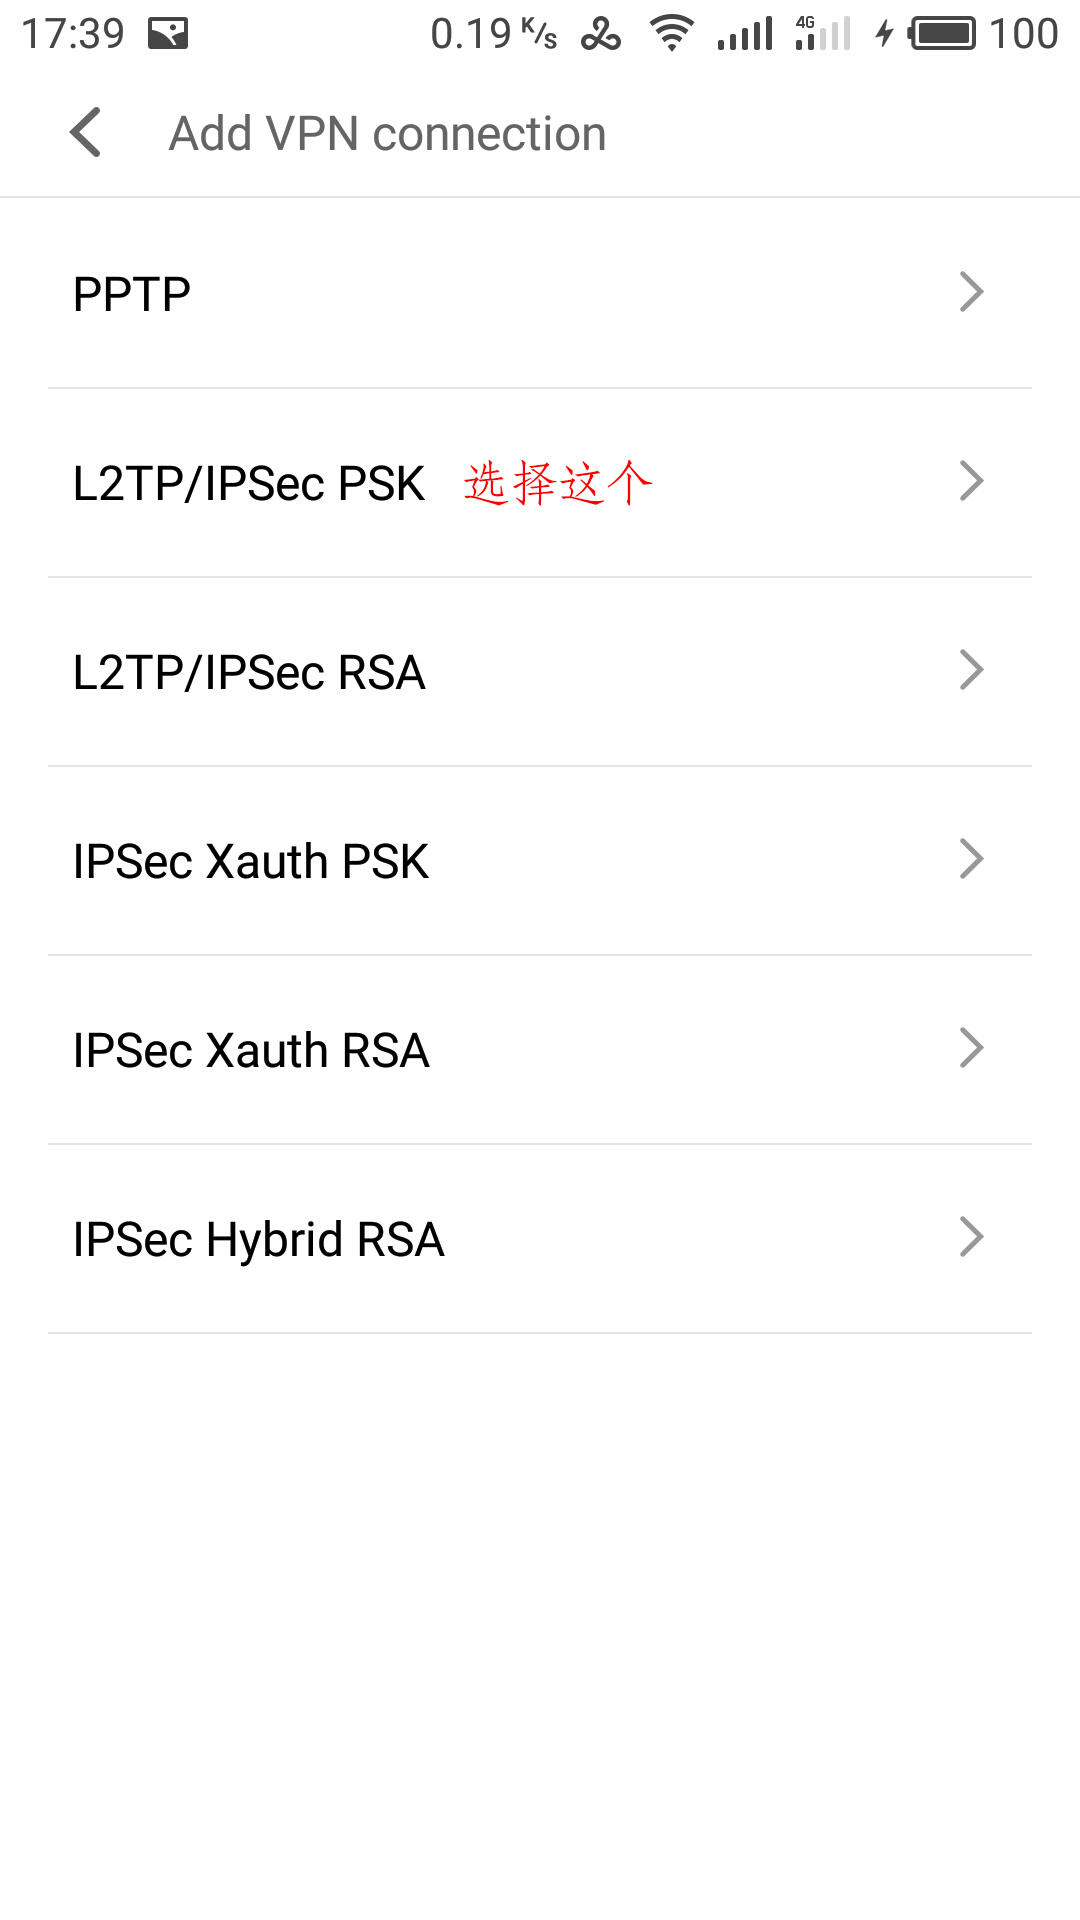 17:39 0.19 K/s 4G 100
Add VPN connection
PPTP
L2TP/IPSec PSK 选择这个
L2TP/IPSec RSA
IPSec Xauth PSK
IPSec Xauth RSA
IPSec Hybrid RSA